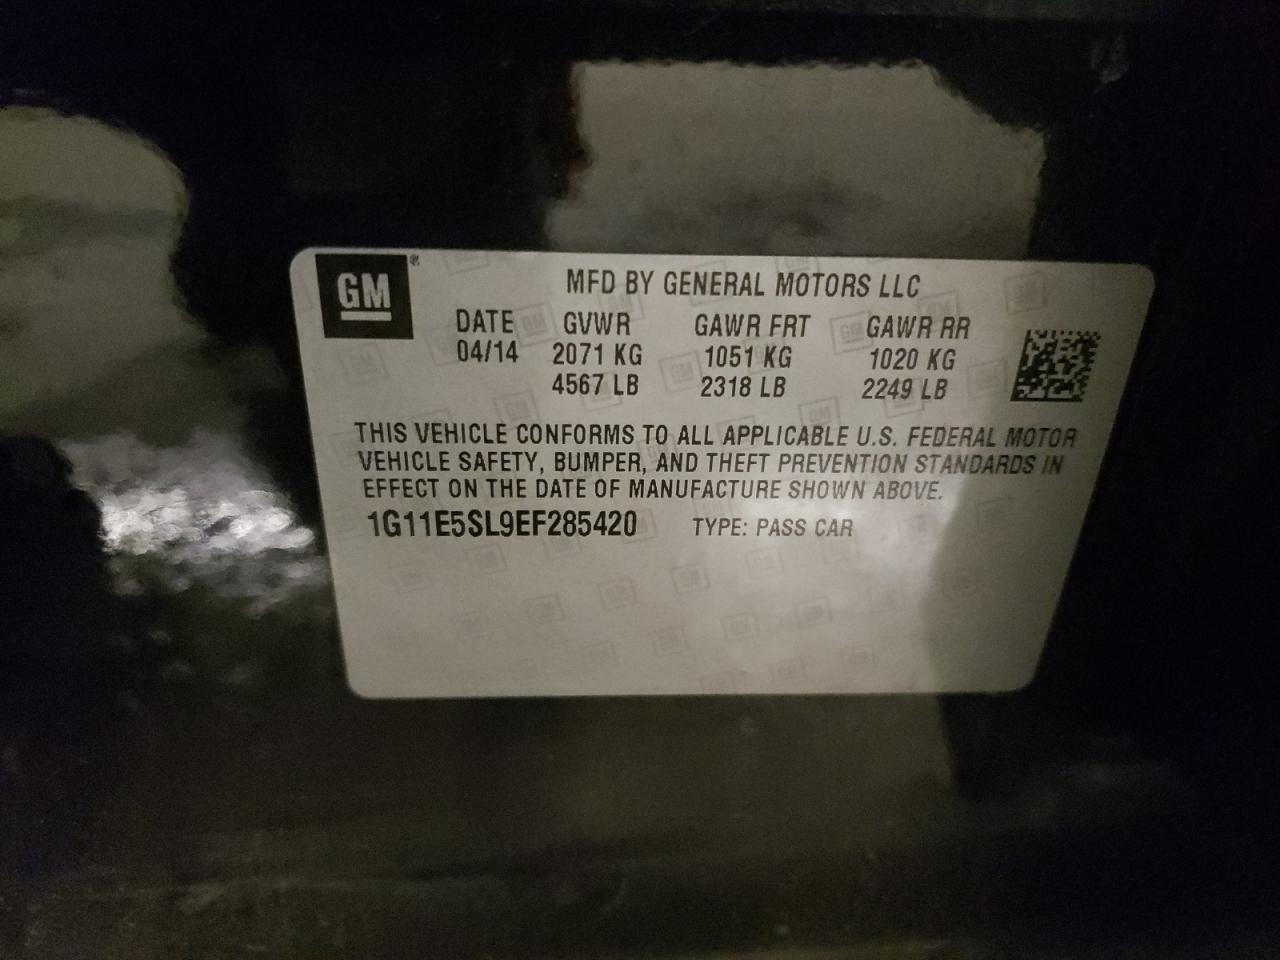 GM®
MFD BY GENERAL MOTORS LLC
DATE GVWR GAWR FRT GAWR RR
04/14 2071 KG 1051 KG 1020 KG
4567 LB 2318 LB 2249 LB
THIS VEHICLE CONFORMS TO ALL APPLICABLE U.S. FEDERAL MOTOR
VEHICLE SAFETY, BUMPER, AND THEFT PREVENTION STANDARDS IN
EFFECT ON THE DATE OF MANUFACTURE SHOWN ABOVE.
1G11E5SL9EF285420 TYPE: PASS CAR